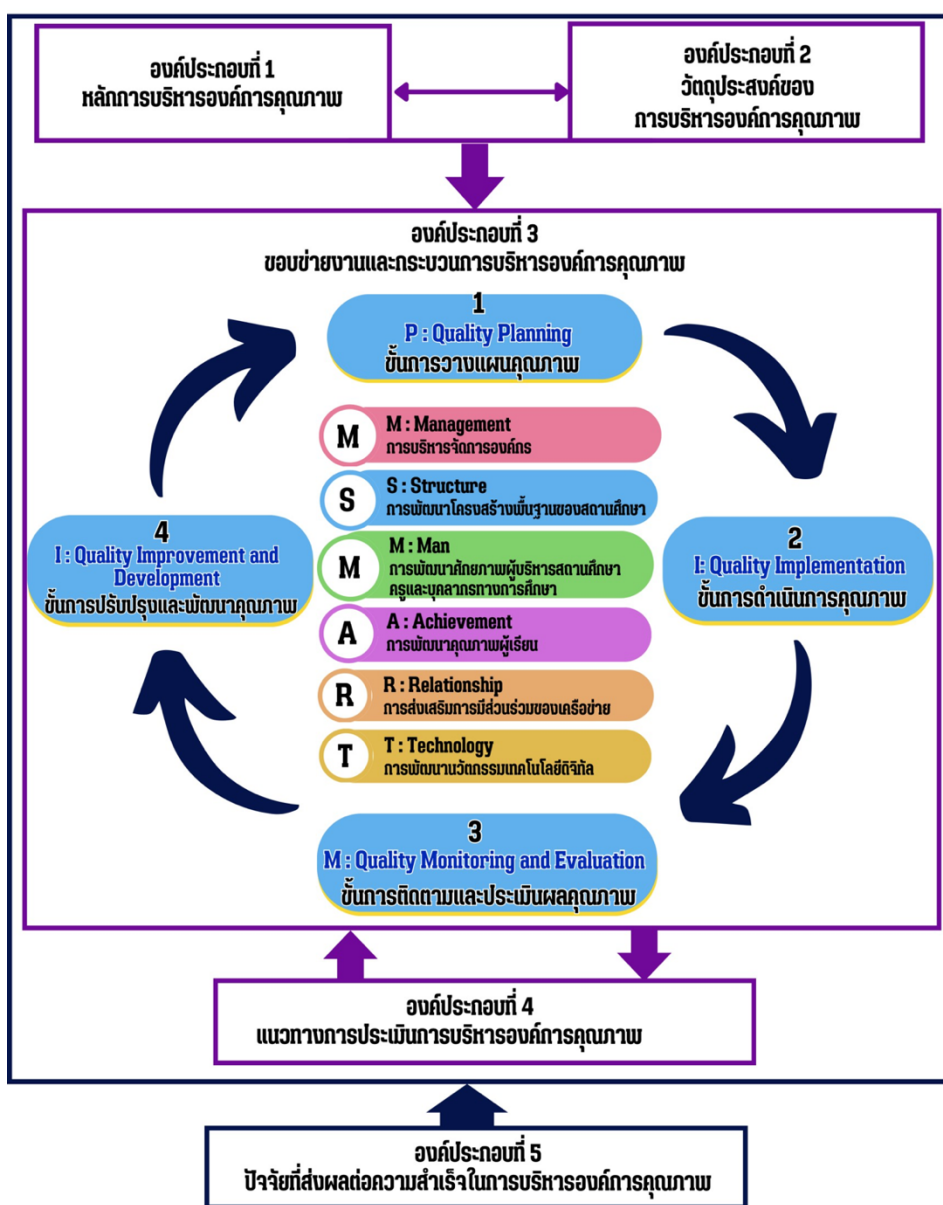 องค์ประกอบที่ 1
หลักการบริหารองค์การคุณภาพ
องค์ประกอบที่ 2
วัตถุประสงค์ของ
การบริหารองค์การคุณภาพ
องค์ประกอบที่ 3
ขอบข่ายงานและกระบวนการบริหารองค์การคุณภาพ
1
P : Quality Planning
ขั้นการวางแผนคุณภาพ
M
M : Management
การบริหารจัดการองค์กร
S
S : Structure
การพัฒนาโครงสร้างพื้นฐานของสถานศึกษา
M
M : Man
การพัฒนาศักยภาพผู้บริหารสถานศึกษา
ครูและบุคลากรทางการศึกษา
A
A : Achievement
การพัฒนาคุณภาพผู้เรียน
R
R : Relationship
การส่งเสริมการมีส่วนร่วมของเครือข่าย
T
T : Technology
การพัฒนานวัตกรรมเทคโนโลยีดิจิทัล
2
I: Quality Implementation
ขั้นการดำเนินการคุณภาพ
3
M : Quality Monitoring and Evaluation
ขั้นการติดตามและประเมินผลคุณภาพ
4
I : Quality Improvement and
Development
ขั้นการปรับปรุงและพัฒนาคุณภาพ
องค์ประกอบที่ 4
แนวทางการประเมินการบริหารองค์การคุณภาพ
องค์ประกอบที่ 5
ปัจจัยที่ส่งผลต่อความสำเร็จในการบริหารองค์การคุณภาพ